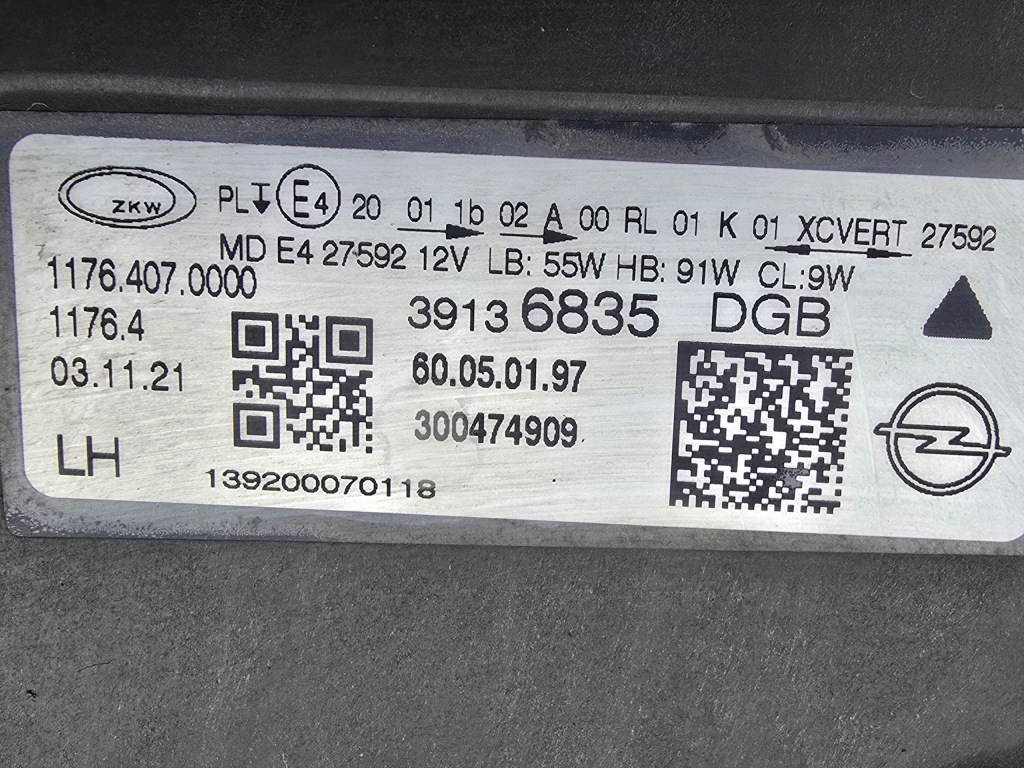 ZKW
PL E4 20 01 1b 02 A 00 RL 01 K 01 XCVERT 27592
MD E4 27592 12V LB: 55W HB: 91W CL:9W
1176.407.0000
39136835 DGB
1176.4
60.05.01.97
03.11.21
300474909
LH
139200070118